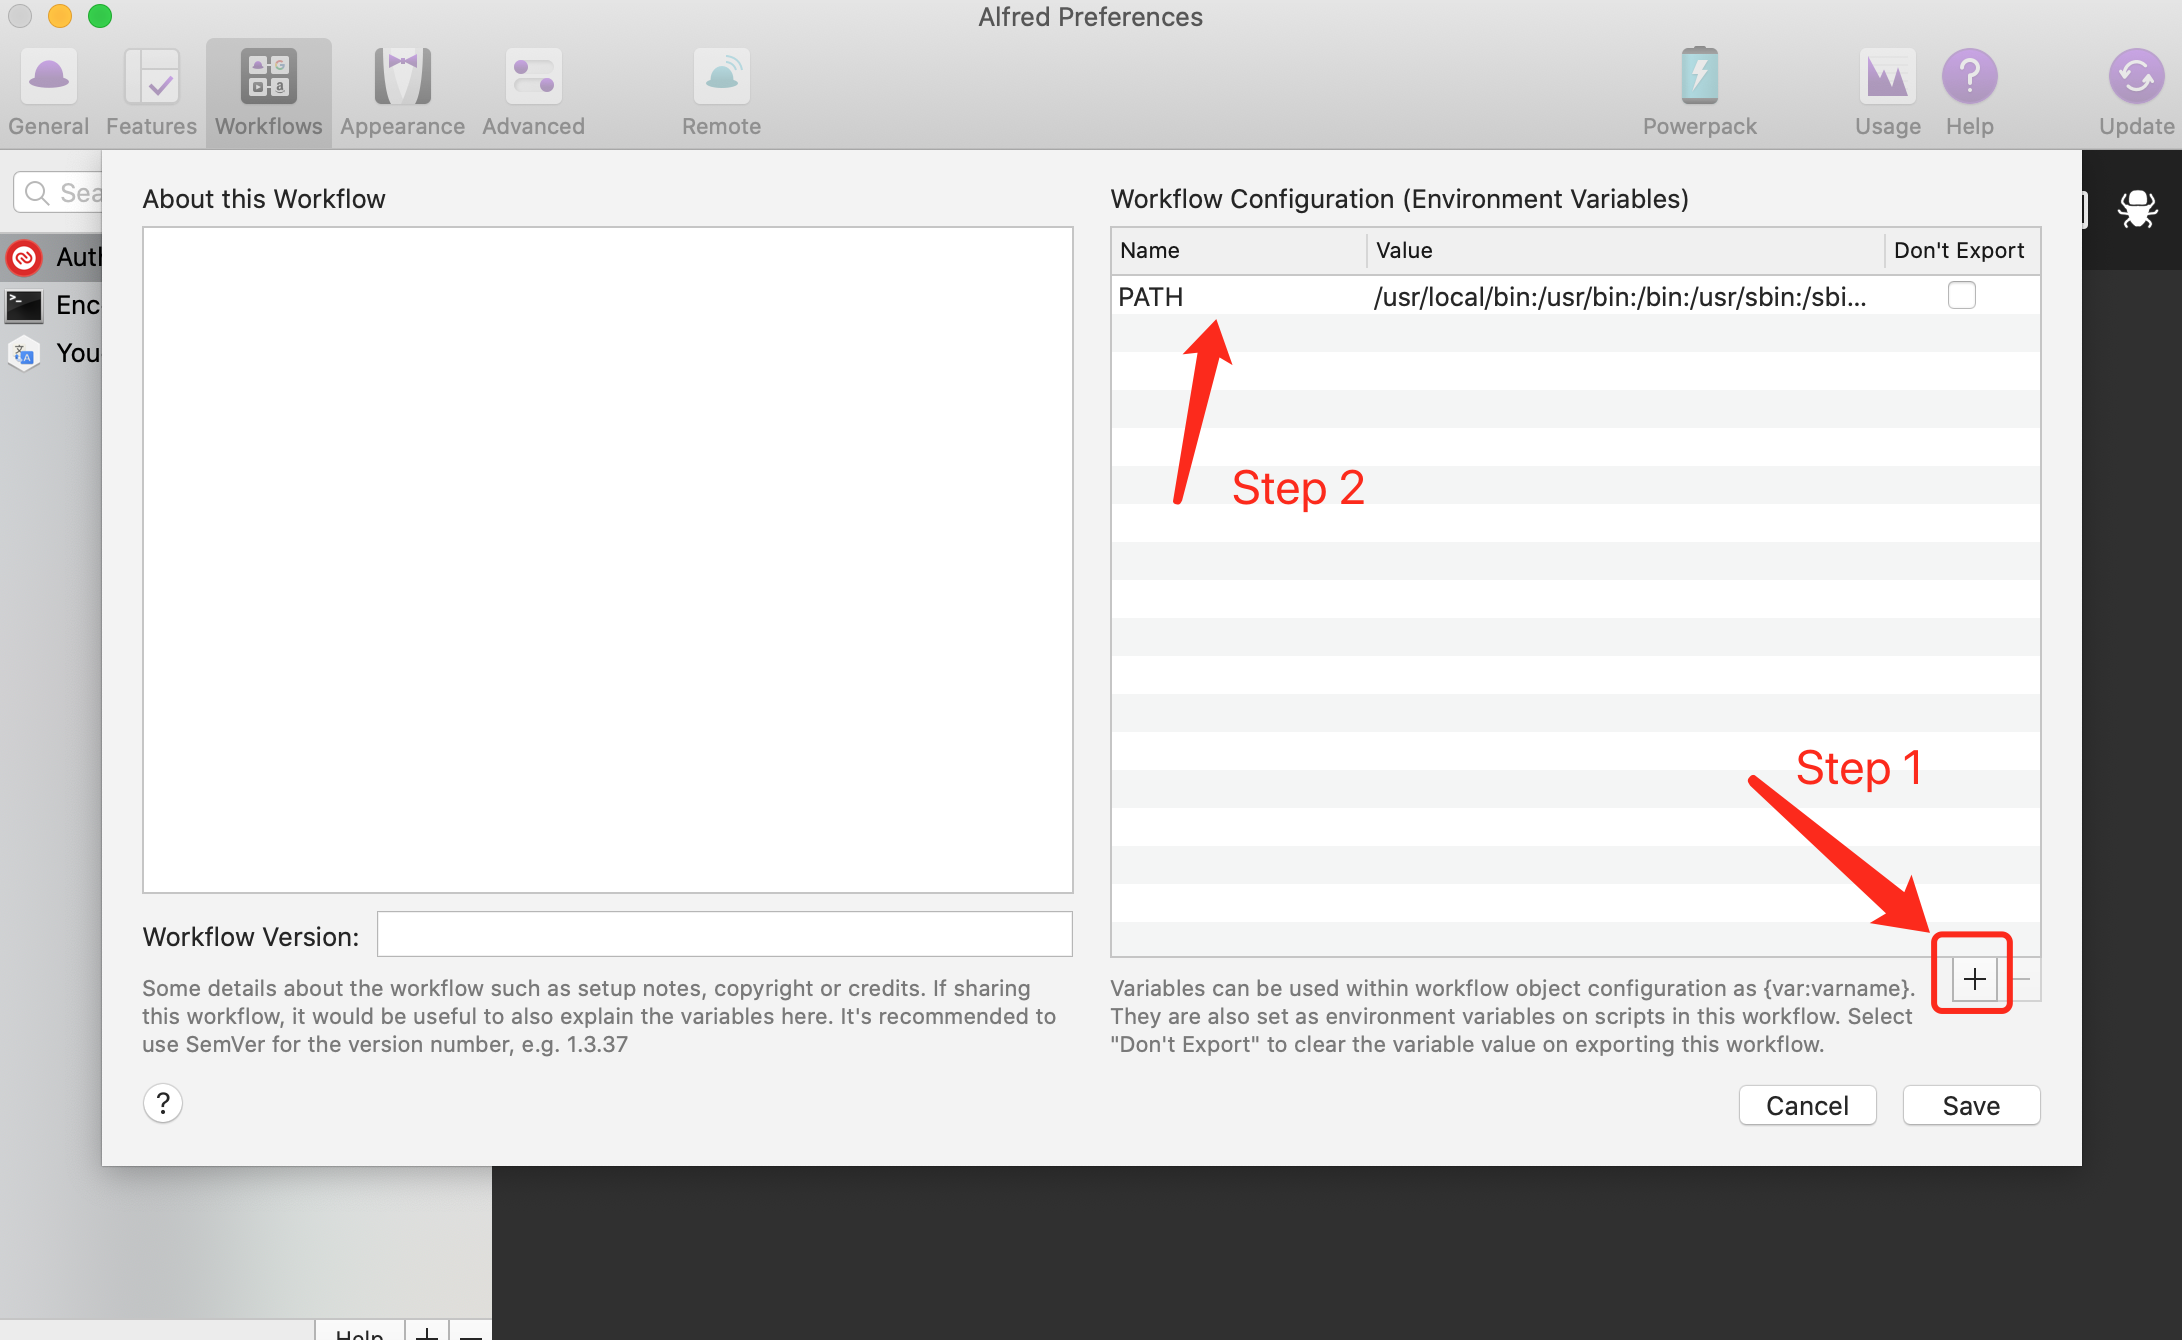 Alfred Preferences
General Features Workflows Appearance Advanced Remote Powerpack Usage Help Update
About this Workflow
Workflow Configuration (Environment Variables)
Name Value Don't Export
PATH /usr/local/bin:/usr/bin:/bin:/usr/sbin:/sbi...
Sea
Auth
Enc
You
Step 2
Step 1
Workflow Version:
Some details about the workflow such as setup notes, copyright or credits. If sharing
this workflow, it would be useful to also explain the variables here. It's recommended to
use SemVer for the version number, e.g. 1.3.37
Variables can be used within workflow object configuration as {var:varname}.
They are also set as environment variables on scripts in this workflow. Select
"Don't Export" to clear the variable value on exporting this workflow.
?
Cancel Save
Help